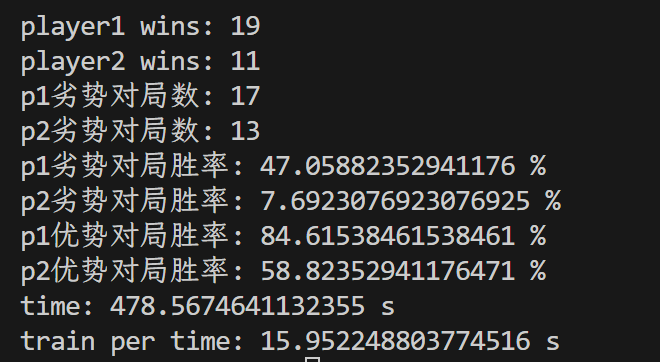 player1 wins: 19
player2 wins: 11
p1劣势对局数: 17
p2劣势对局数: 13
p1劣势对局胜率: 47.05882352941176 %
p2劣势对局胜率: 7.6923076923076925 %
p1优势对局胜率: 84.61538461538461 %
p2优势对局胜率: 58.82352941176471 %
time: 478.5674641132355 s
train per time: 15.952248803774516 s